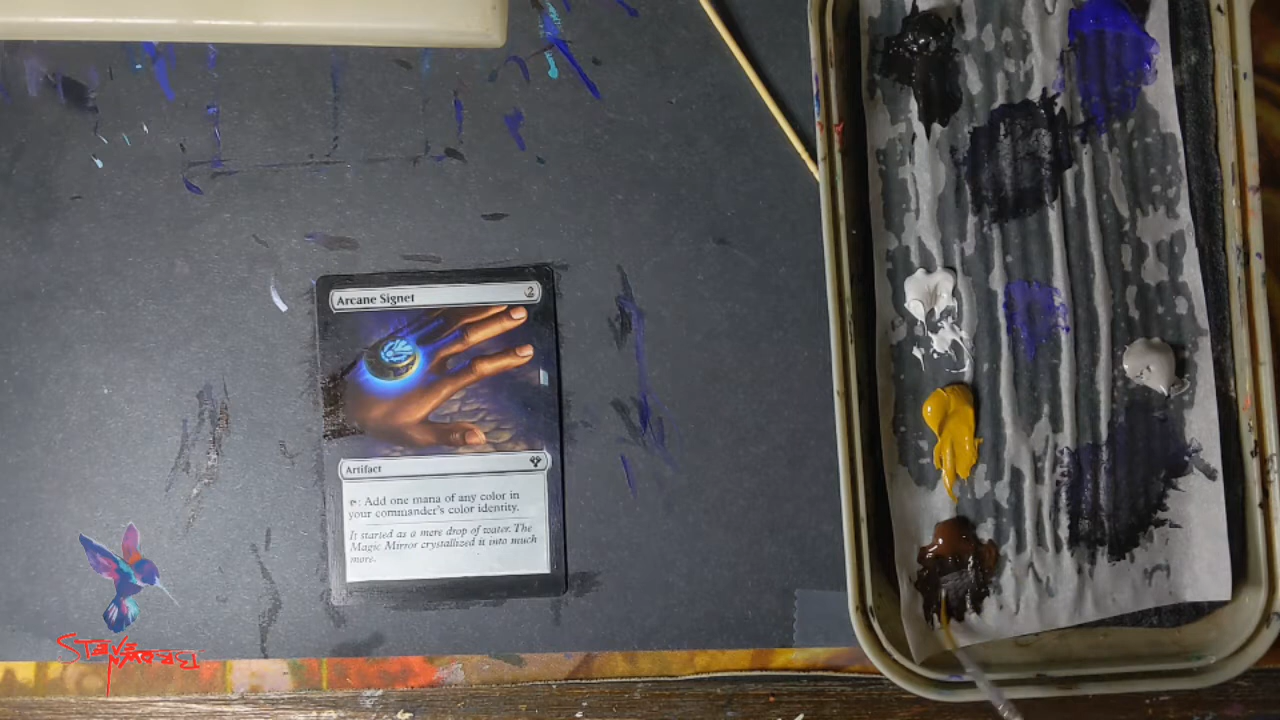 Arcane Signet 2
Artifact
: Add one mana of any color in
your commander's color identity.
It started as a mere drop of water. The
Magic Mirror crystallized it into much
more.
STEVE